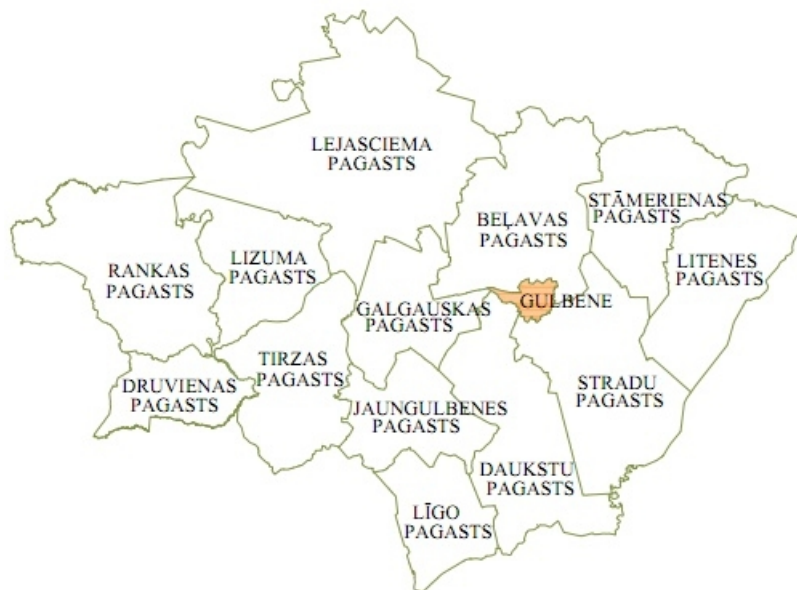 LEJASCIEMA
PAGASTS
STĀMERIENAS
PAGASTS
BEĻAVAS
PAGASTS
LITENES
PAGASTS
LIZUMA
PAGASTS
RANKAS
PAGASTS
GALGAUSKAS
PAGASTS
GULBENE
TIRZAS
PAGASTS
DRUVIENAS
PAGASTS
STRADU
PAGASTS
JAUNGULBENES
PAGASTS
DAUKSTU
PAGASTS
LĪGO
PAGASTS